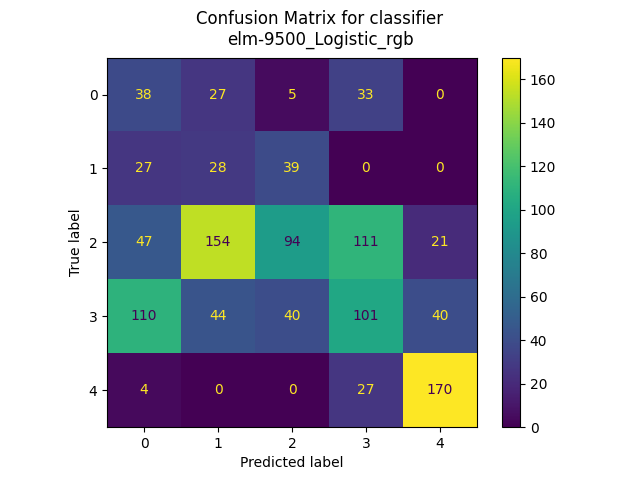 Confusion Matrix for classifier
elm-9500_Logistic_rgb
True label
0 38 27 5 33 0
1 27 28 39 0 0
2 47 154 94 111 21
3 110 44 40 101 40
4 4 0 0 27 170
0 1 2 3 4
Predicted label
160
140
120
100
80
60
40
20
0